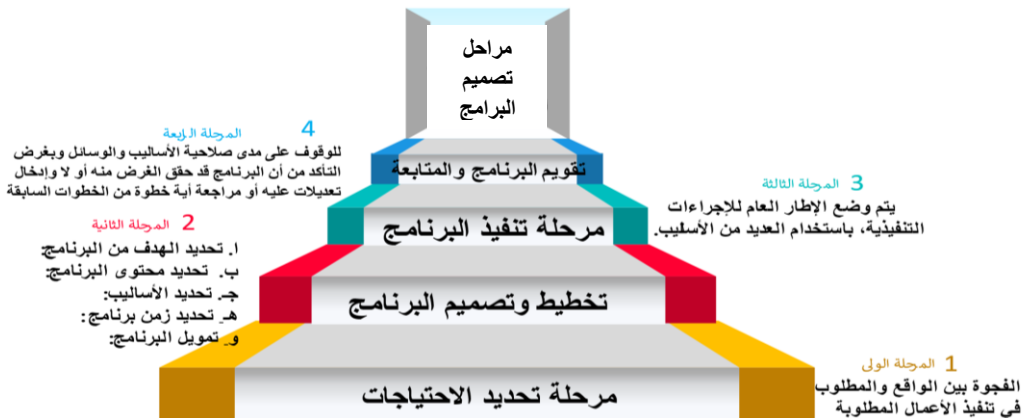 مراحل
تصميم
البرامج
4 المرحلة الرابعة
للوقوف على مدى صلاحية الأساليب والوسائل وبغرض
التأكد من أن البرنامج قد حقق الغرض منه أو لا وإدخال
تعديلات عليه أو مراجعة أية خطوة من الخطوات السابقة
تقويم البرنامج والمتابعة
3 المرحلة الثالثة
يتم وضع الإطار العام للإجراءات
التنفيذية، باستخدام العديد من الأساليب.
مرحلة تنفيذ البرنامج
2 المرحلة الثانية
ا. تحديد الهدف من البرنامج:
ب. تحديد محتوى البرنامج:
جـ. تحديد الأساليب:
هـ. تحديد زمن برنامج:
و. تمويل البرنامج:
تخطيط وتصميم البرنامج
1 المرحلة الولى
الفجوة بين الواقع والمطلوب
في تنفيذ الأعمال المطلوبة
مرحلة تحديد الاحتياجات